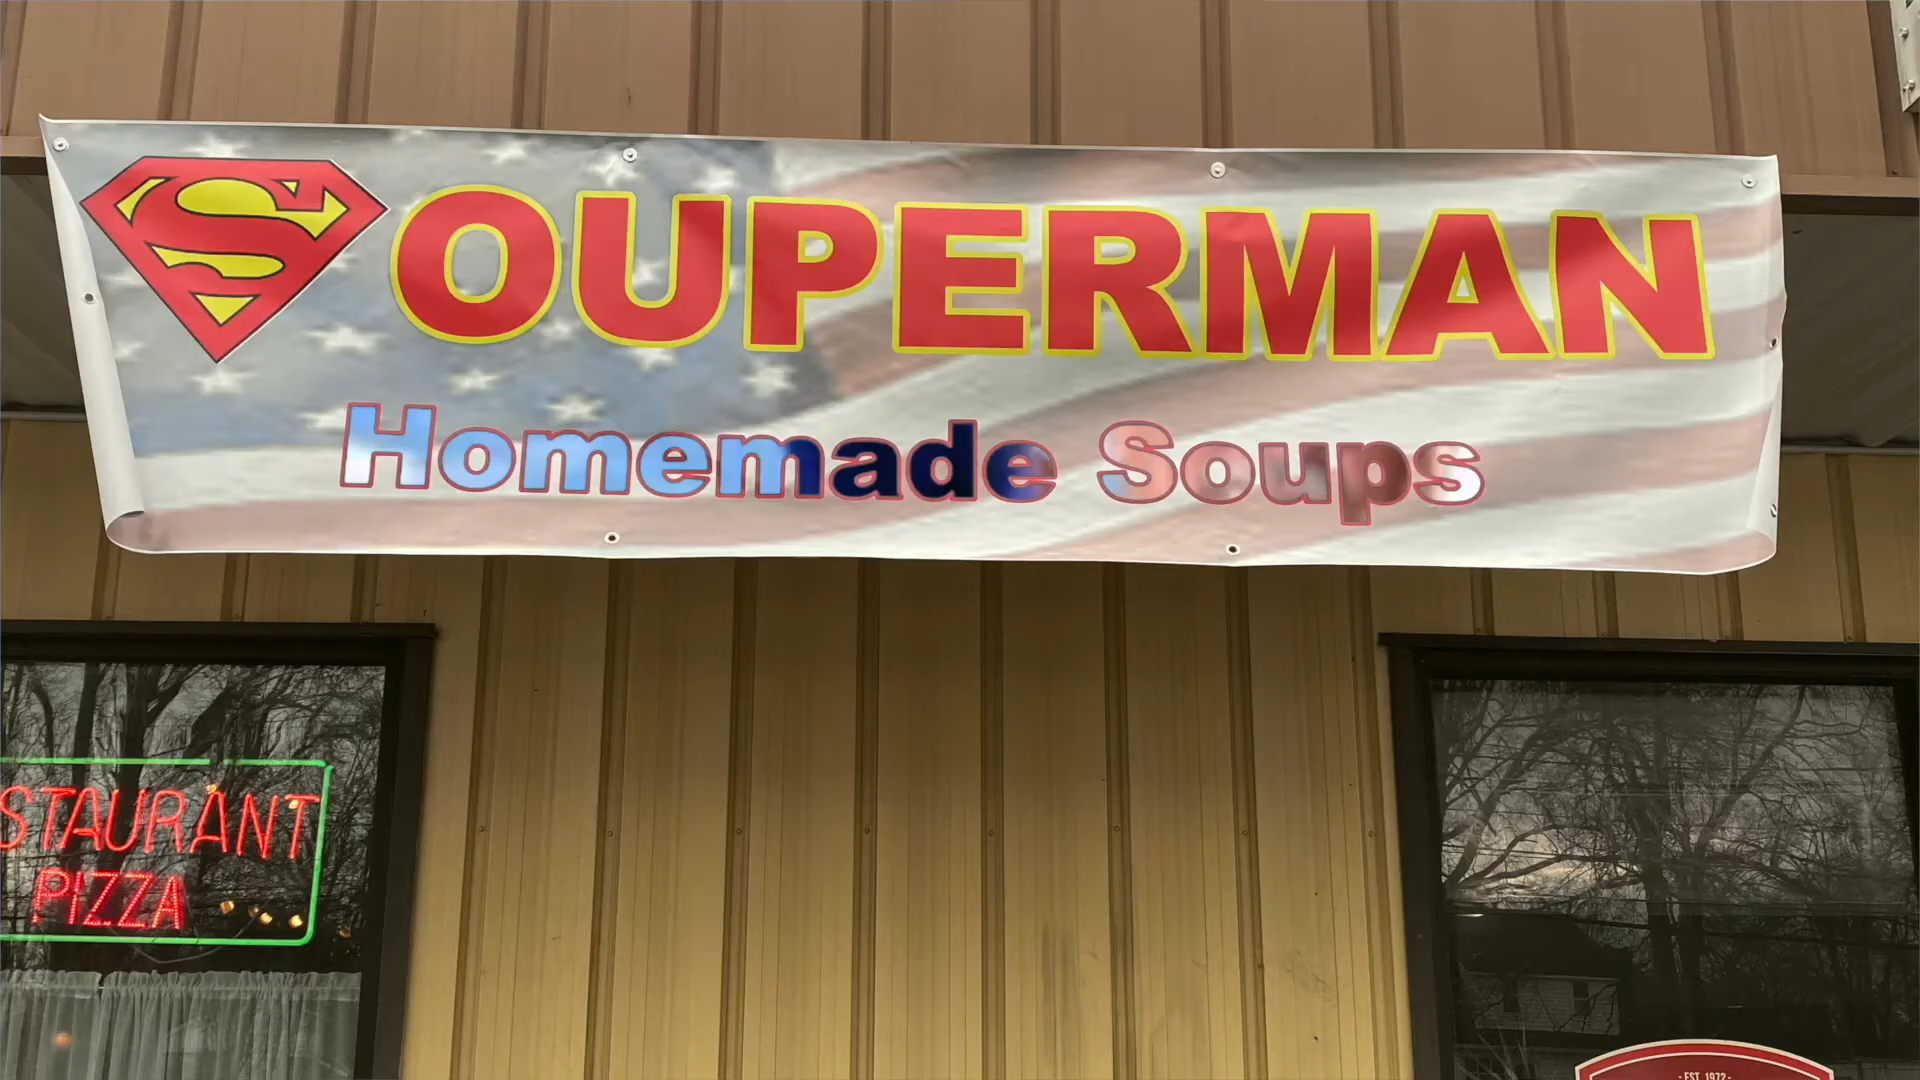 SOUPERMAN
Homemade Soups
STAURANT
PIZZA
- EST. 1972 -